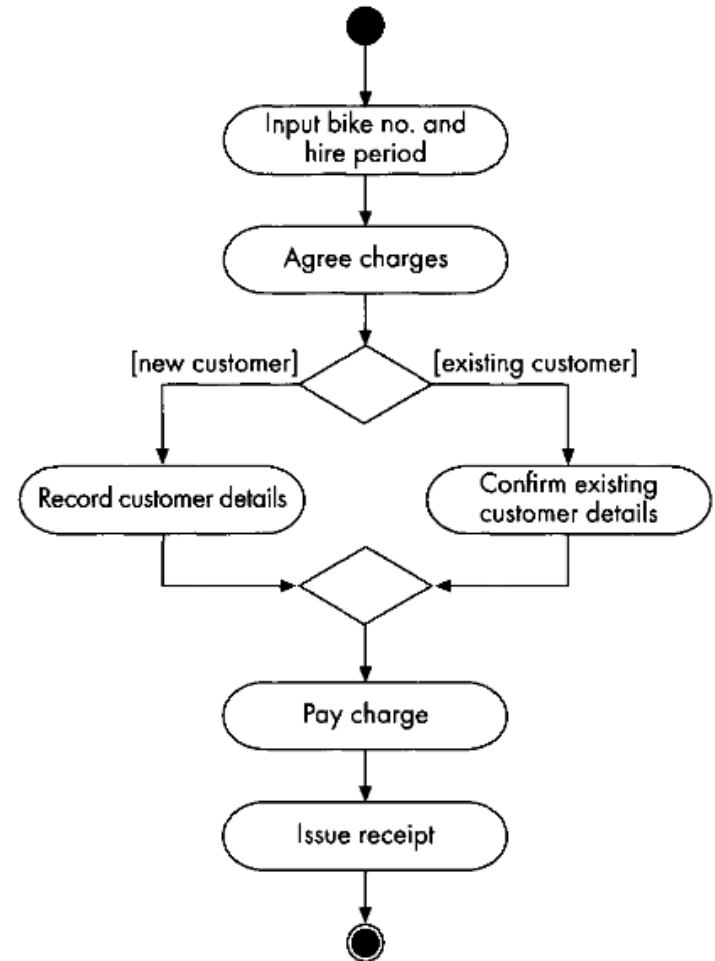 Input bike no. and
hire period
Agree charges
[new customer]
[existing customer]
Record customer details
Confirm existing
customer details
Pay charge
Issue receipt